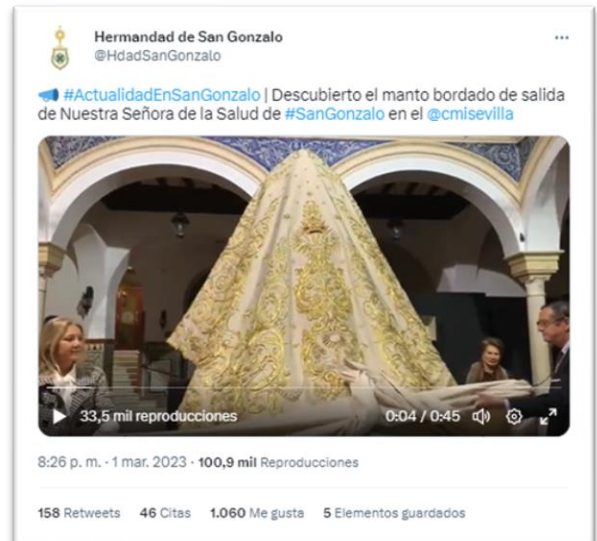 Hermandad de San Gonzalo
@HdadSanGonzalo
#ActualidadEnSanGonzalo | Descubierto el manto bordado de salida
de Nuestra Señora de la Salud de #SanGonzalo en el @cmisevilla
33,5 mil reproducciones 0:04 / 0:45
8:26 p. m. · 1 mar. 2023 · 100,9 mil Reproducciones
158 Retweets 46 Citas 1.060 Me gusta 5 Elementos guardados